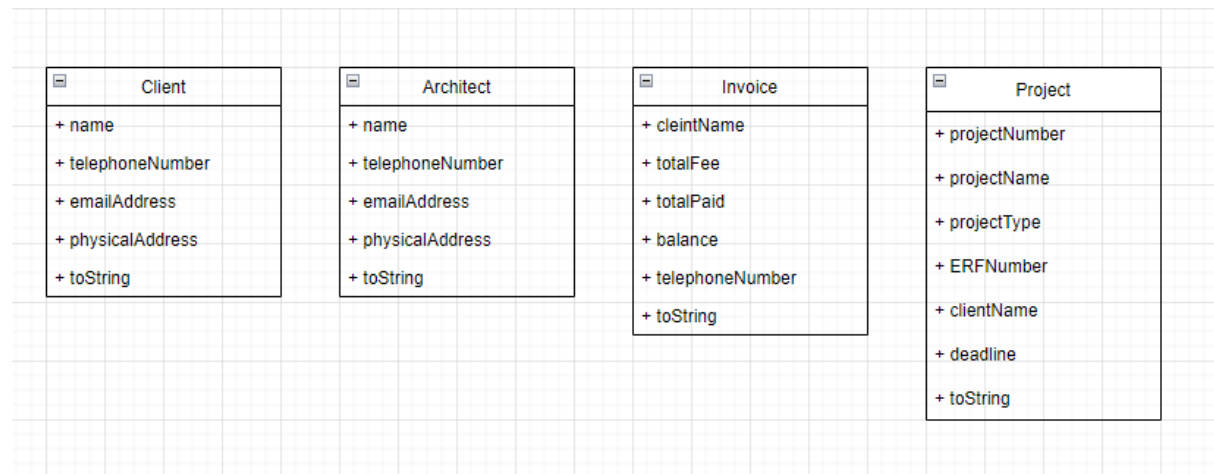 Client
+ name
+ telephoneNumber
+ emailAddress
+ physicalAddress
+ toString
Architect
+ name
+ telephoneNumber
+ emailAddress
+ physicalAddress
+ toString
Invoice
+ cleintName
+ totalFee
+ totalPaid
+ balance
+ telephoneNumber
+ toString
Project
+ projectNumber
+ projectName
+ projectType
+ ERFNumber
+ clientName
+ deadline
+ toString